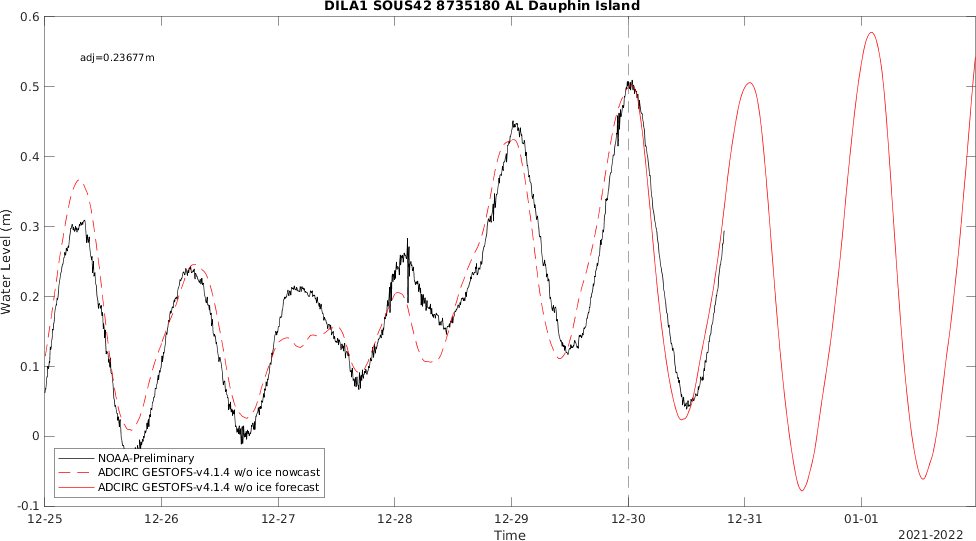 DILA1 SOUS42 8735180 AL Dauphin Island
adj=0.23677m
0.6
0.5
0.4
0.3
0.2
0.1
0
-0.1
Water Level (m)
NOAA-Preliminary
ADCIRC GESTOFS-v4.1.4 w/o ice nowcast
ADCIRC GESTOFS-v4.1.4 w/o ice forecast
12-25 12-26 12-27 12-28 12-29 12-30 12-31 01-01
Time
2021-2022